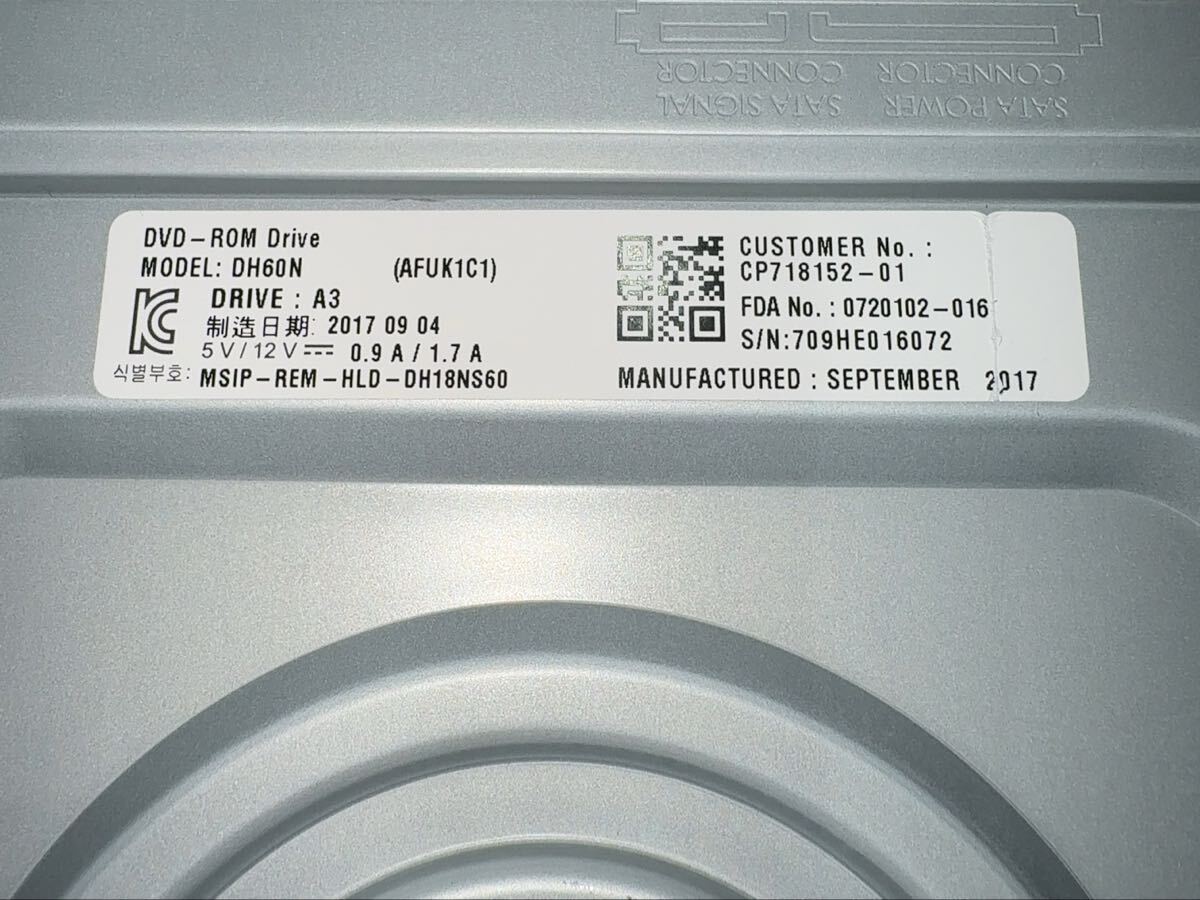 SATA POWER CONNECTOR
SATA SIGNAL CONNECTOR
DVD-ROM Drive
MODEL: DH60N (AFUK1C1)
DRIVE : A3
制造日期: 2017 09 04
5 V / 12 V 0.9 A / 1.7 A
식별부호: MSIP-REM-HLD-DH18NS60
CUSTOMER No. :
CP718152-01
FDA No. : 0720102-016
S/N:709HE016072
MANUFACTURED : SEPTEMBER 2017